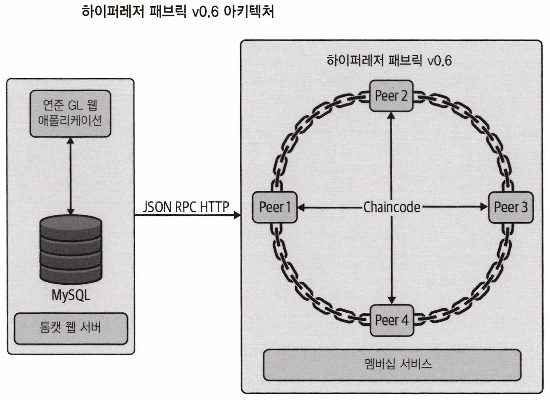 하이퍼레저 패브릭 v0.6 아키텍처
연준 GL 웹
애플리케이션
MySQL
톰캣 웹 서버
JSON RPC HTTP
하이퍼레저 패브릭 v0.6
Peer 2
Peer 1
Chaincode
Peer 3
Peer 4
멤버십 서비스